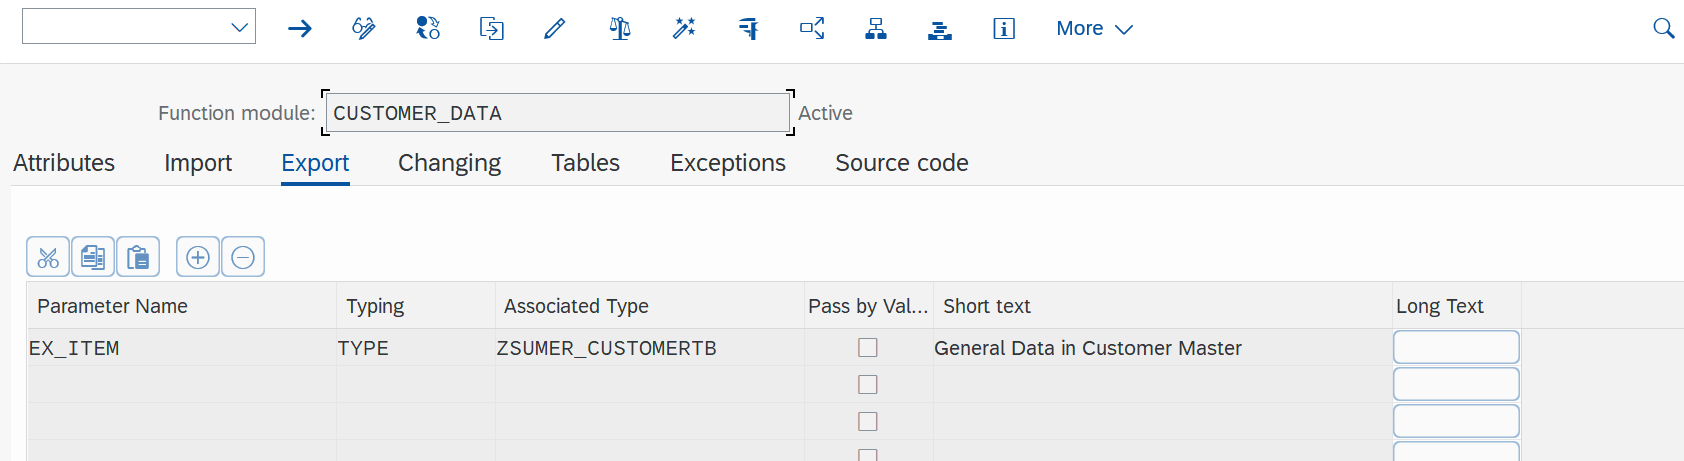 More
Function module: CUSTOMER_DATA Active
Attributes Import Export Changing Tables Exceptions Source code
Parameter Name Typing Associated Type Pass by Val... Short text Long Text
EX_ITEM TYPE ZSUMER_CUSTOMERTB General Data in Customer Master